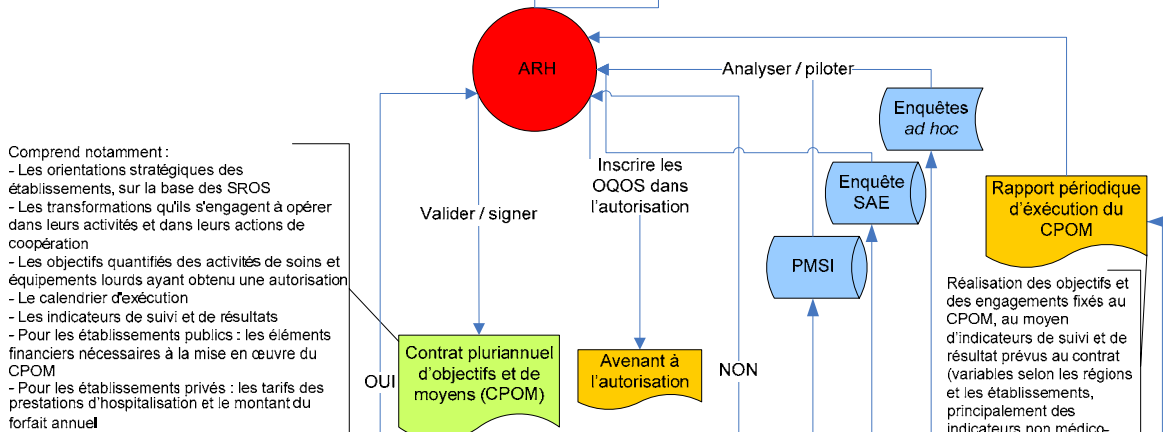 ARH
Analyser / piloter
Enquêtes
ad hoc
Comprend notamment :
- Les orientations stratégiques des
établissements, sur la base des SROS
- Les transformations qu'ils s'engagent à opérer
dans leurs activités et dans leurs actions de
coopération
- Les objectifs quantifiés des activités de soins et
équipements lourds ayant obtenu une autorisation
- Le calendrier d'exécution
- Les indicateurs de suivi et de résultats
- Pour les établissements publics : les éléments
financiers nécessaires à la mise en œuvre du
CPOM
- Pour les établissements privés : les tarifs des
prestations d'hospitalisation et le montant du
forfait annuel
Valider / signer
Inscrire les
OQOS dans
l'autorisation
Enquête
SAE
Rapport périodique
d'éxécution du
CPOM
PMSI
Réalisation des objectifs et
des engagements fixés au
CPOM, au moyen
d'indicateurs de suivi et de
résultat prévus au contrat
(variables selon les régions
et les établissements,
principalement des
indicateurs non médico-
OUI
Contrat pluriannuel
d'objectifs et de
moyens (CPOM)
Avenant à
l'autorisation
NON